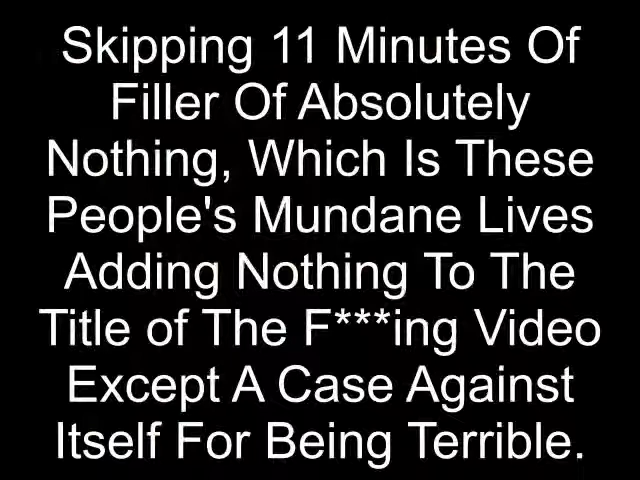 Skipping 11 Minutes Of
Filler Of Absolutely
Nothing, Which Is These
People's Mundane Lives
Adding Nothing To The
Title of The F***ing Video
Except A Case Against
Itself For Being Terrible.